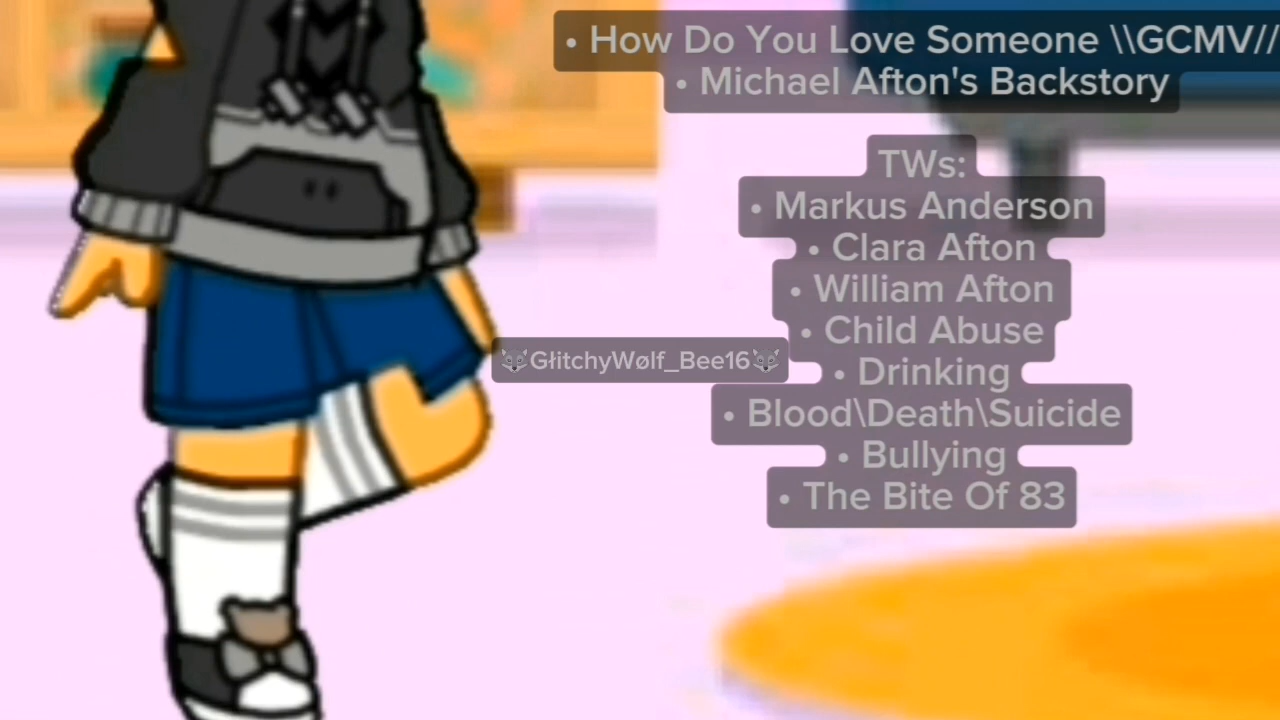 • How Do You Love Someone \\GCMV//
• Michael Afton's Backstory
TWs:
• Markus Anderson
• Clara Afton
• William Afton
• Child Abuse
• Drinking
• Blood\Death\Suicide
• Bullying
• The Bite Of 83
🐺GłitchyWølf_Bee16🐺